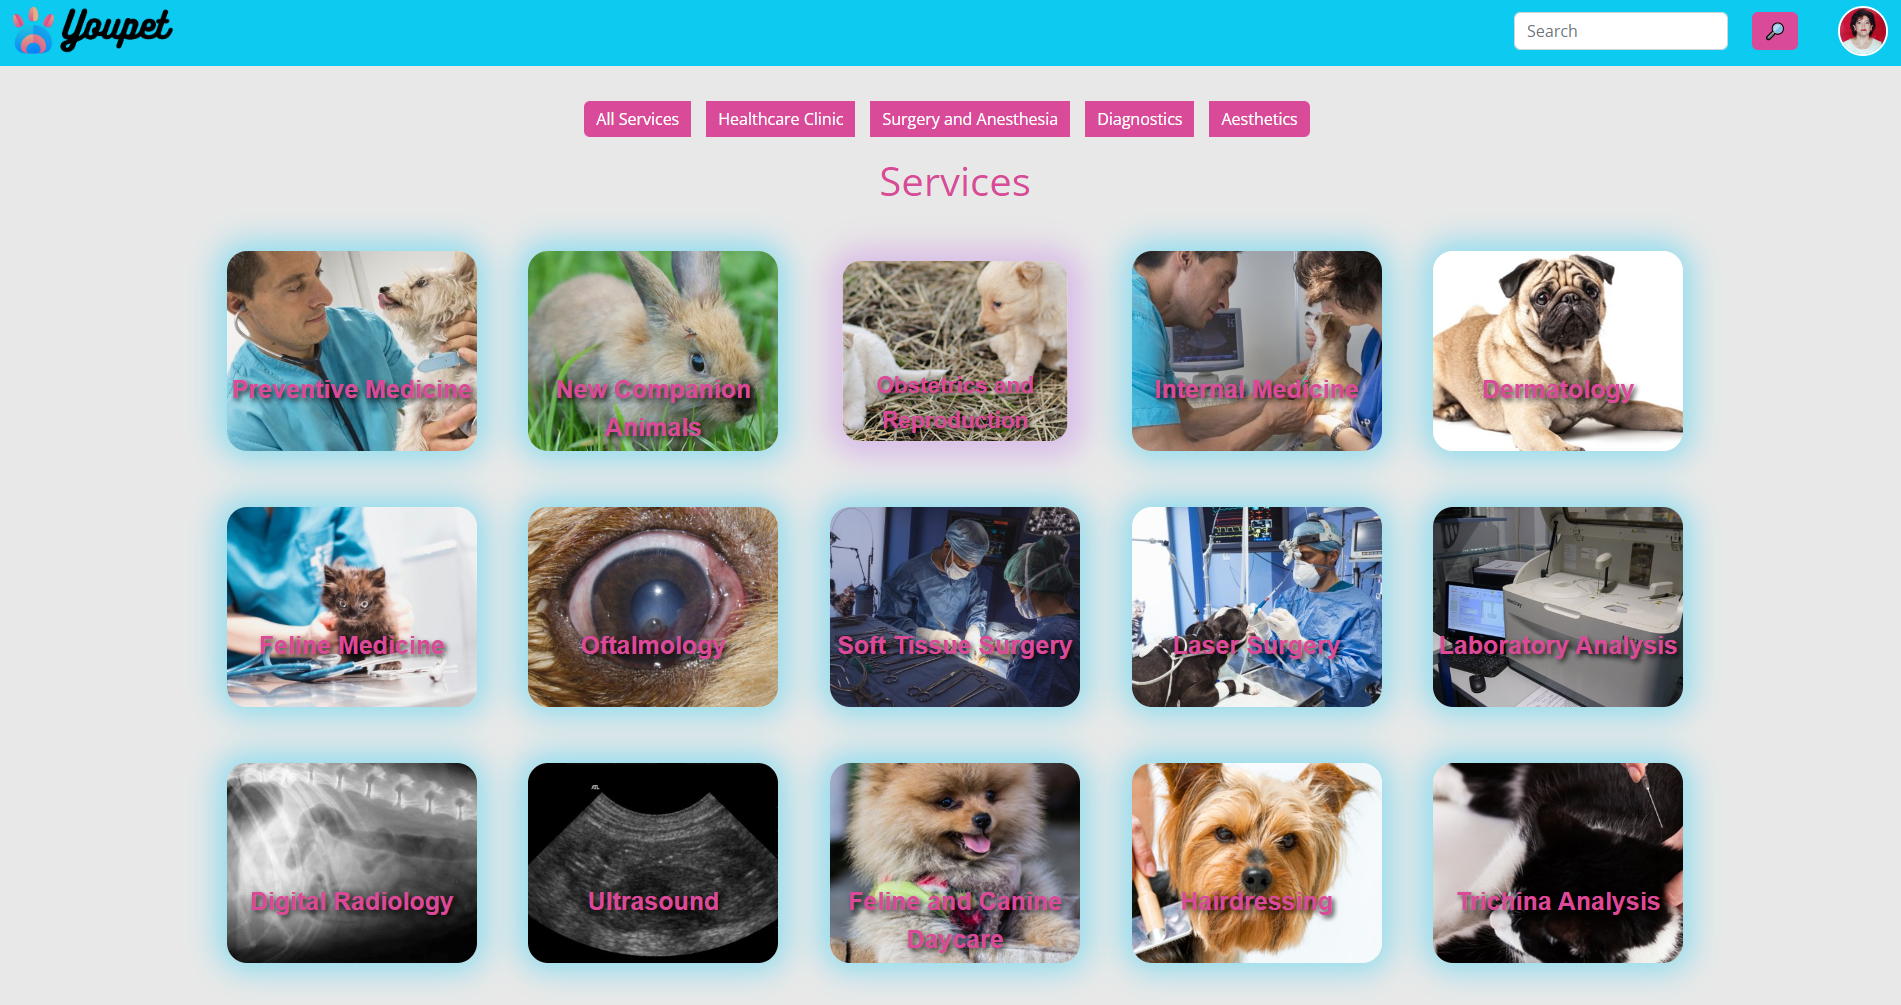 Youpet
Search
All Services
Healthcare Clinic
Surgery and Anesthesia
Diagnostics
Aesthetics
Services
Preventive Medicine
New Companion
Animals
Obstetrics and
Reproduction
Internal Medicine
Dermatology
Feline Medicine
Oftalmology
Soft Tissue Surgery
Laser Surgery
Laboratory Analysis
Digital Radiology
Ultrasound
Feline and Canine
Daycare
Hairdressing
Trichina Analysis